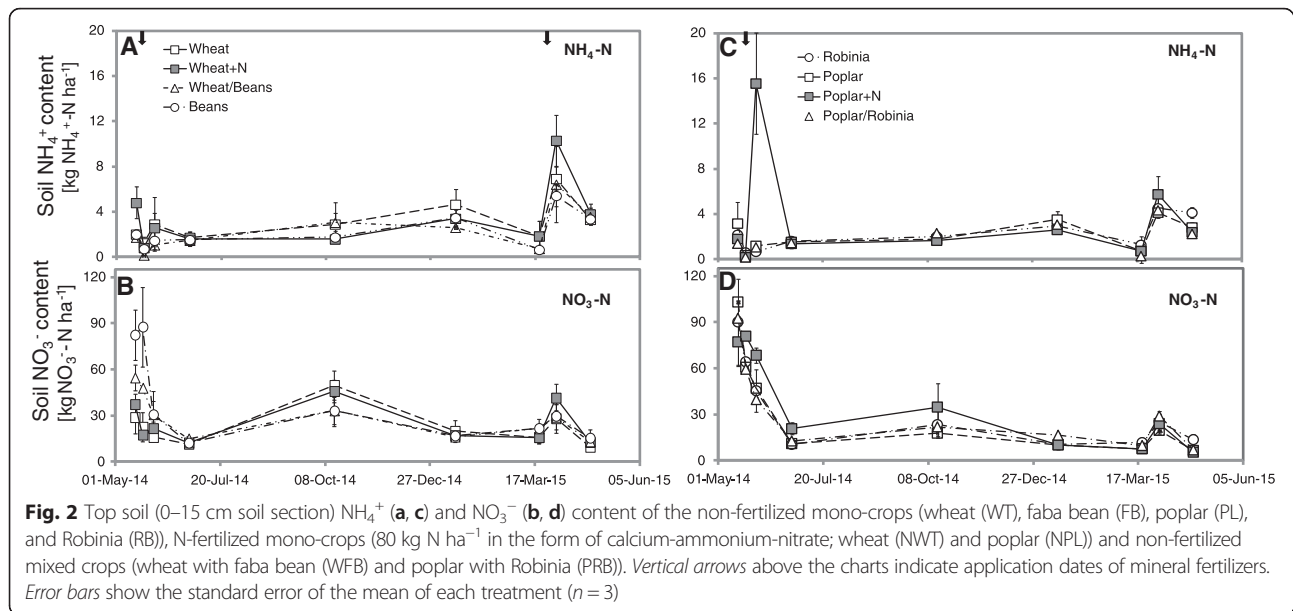 A
NH₄-N
Wheat
Wheat+N
Wheat/Beans
Beans
Soil NH₄⁺ content
[kg NH₄⁺-N ha⁻¹]
20
16
12
8
4
0
B
NO₃-N
Soil NO₃⁻ content
[kg NO₃⁻- N ha⁻¹]
120
90
60
30
0
01-May-14 20-Jul-14 08-Oct-14 27-Dec-14 17-Mar-15 05-Jun-15
C
NH₄-N
Robinia
Poplar
Poplar+N
Poplar/Robinia
20
16
12
8
4
0
D
NO₃-N
120
90
60
30
0
01-May-14 20-Jul-14 08-Oct-14 27-Dec-14 17-Mar-15 05-Jun-15
Fig. 2 Top soil (0–15 cm soil section) NH₄⁺ (a, c) and NO₃⁻ (b, d) content of the non-fertilized mono-crops (wheat (WT), faba bean (FB), poplar (PL),
and Robinia (RB)), N-fertilized mono-crops (80 kg N ha⁻¹ in the form of calcium-ammonium-nitrate; wheat (NWT) and poplar (NPL)) and non-fertilized
mixed crops (wheat with faba bean (WFB) and poplar with Robinia (PRB)). Vertical arrows above the charts indicate application dates of mineral fertilizers.
Error bars show the standard error of the mean of each treatment (n = 3)